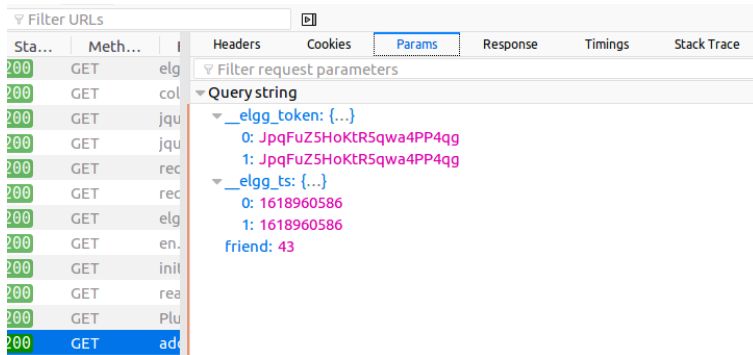 Filter URLs
Sta... Meth... Headers Cookies Params Response Timings Stack Trace
200 GET elg Filter request parameters
200 GET col Query string
200 GET jqu __elgg_token: {...}
200 GET jqu 0: JpqFuZ5HoKtR5qwa4PP4qg
200 GET rec 1: JpqFuZ5HoKtR5qwa4PP4qg
200 GET rec __elgg_ts: {...}
200 GET elg 0: 1618960586
200 GET en. 1: 1618960586
200 GET init friend: 43
200 GET rea
200 GET Plu
200 GET add